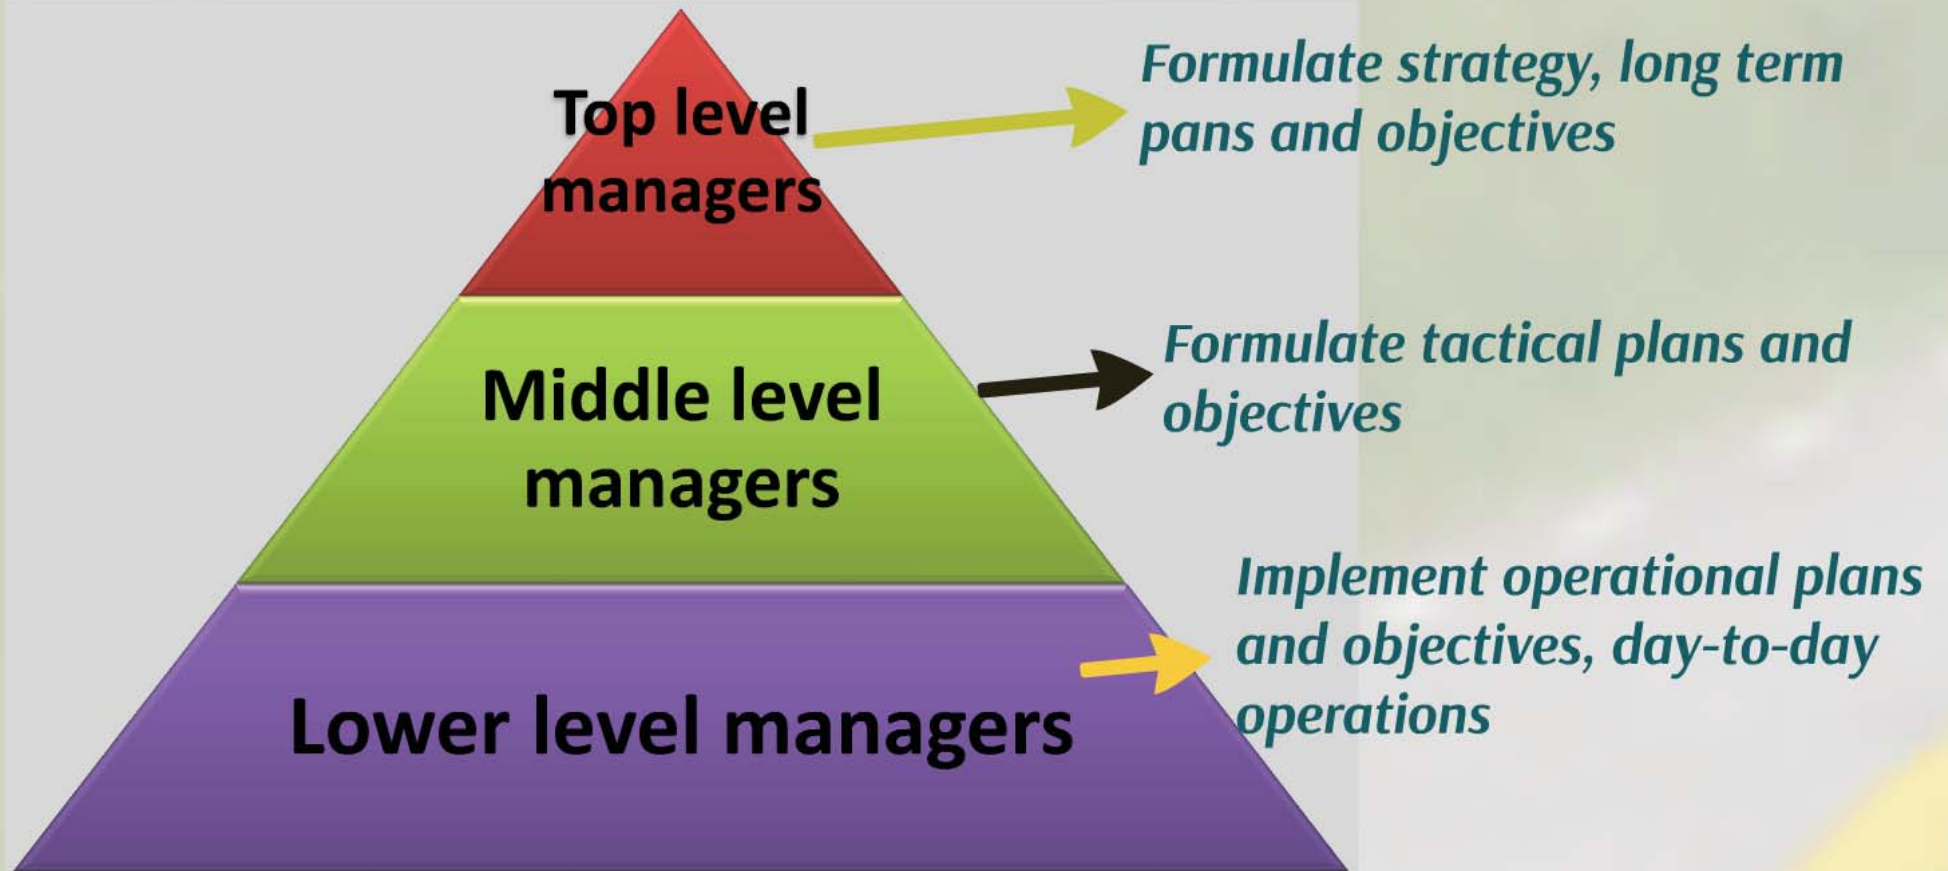 Top level
managers
Formulate strategy, long term
pans and objectives
Middle level
managers
Formulate tactical plans and
objectives
Lower level managers
Implement operational plans
and objectives, day-to-day
operations